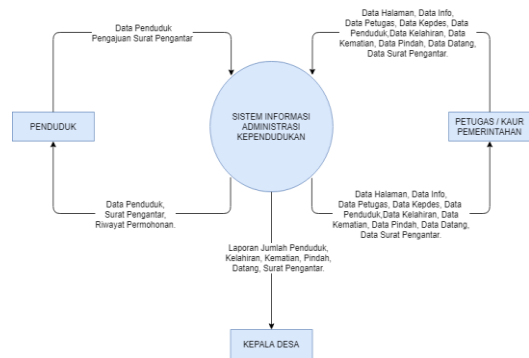 Data Penduduk
Pengajuan Surat Pengantar
Data Halaman, Data Info,
Data Petugas, Data Kepdes, Data
Penduduk,Data Kelahiran, Data
Kematian, Data Pindah, Data Datang,
Data Surat Pengantar.
PENDUDUK
SISTEM INFORMASI
ADMINISTRASI
KEPENDUDUKAN
PETUGAS / KAUR
PEMERINTAHAN
Data Penduduk,
Surat Pengantar,
Riwayat Permohonan.
Data Halaman, Data Info,
Data Petugas, Data Kepdes, Data
Penduduk,Data Kelahiran, Data
Kematian, Data Pindah, Data Datang,
Data Surat Pengantar.
Laporan Jumlah Penduduk,
Kelahiran, Kematian, Pindah,
Datang, Surat Pengantar.
KEPALA DESA